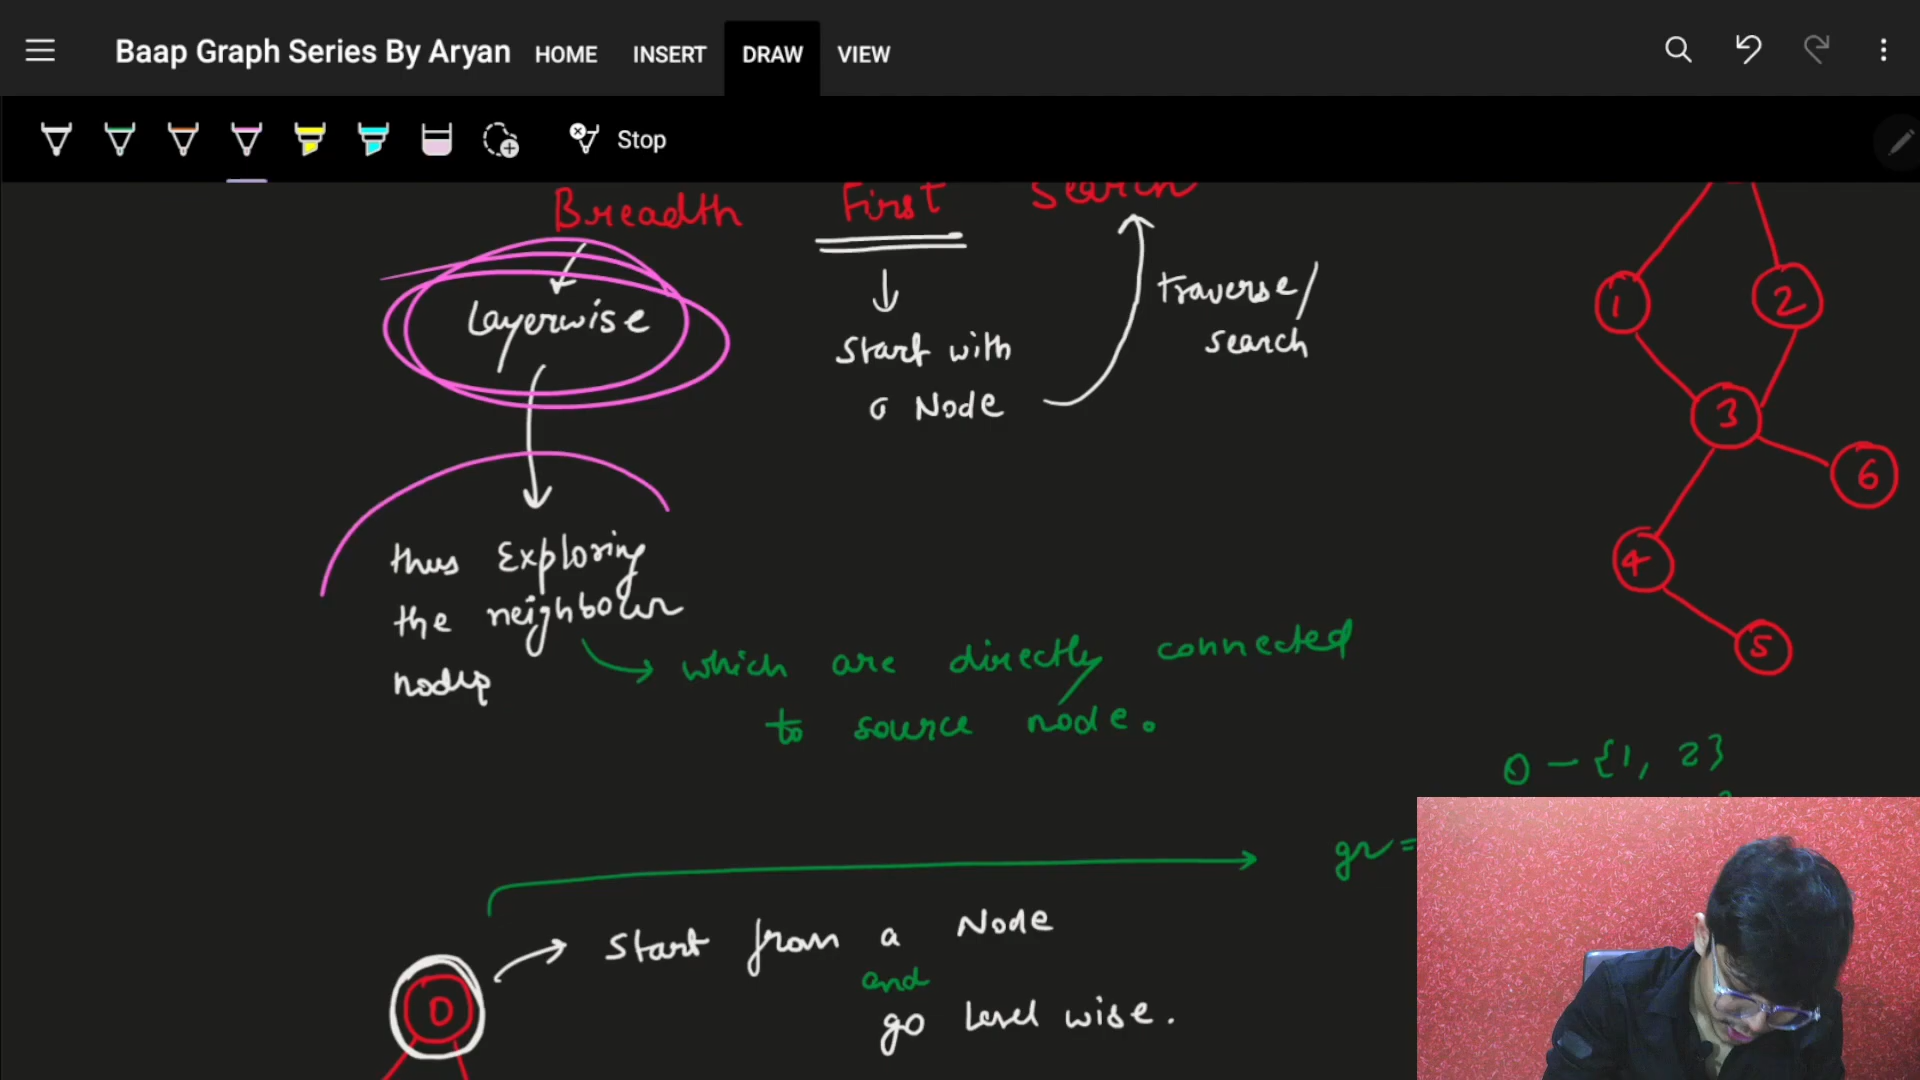 Baap Graph Series By Aryan HOME INSERT DRAW VIEW
Stop
Breadth First Search
Layerwise
Start with
a Node
traverse/
search
1
2
3
6
4
5
thus Exploring
the neighbour
nodes
which are directly connected
to source node.
0 - {1, 2}
gr =
Start from a Node
and
go level wise.
0